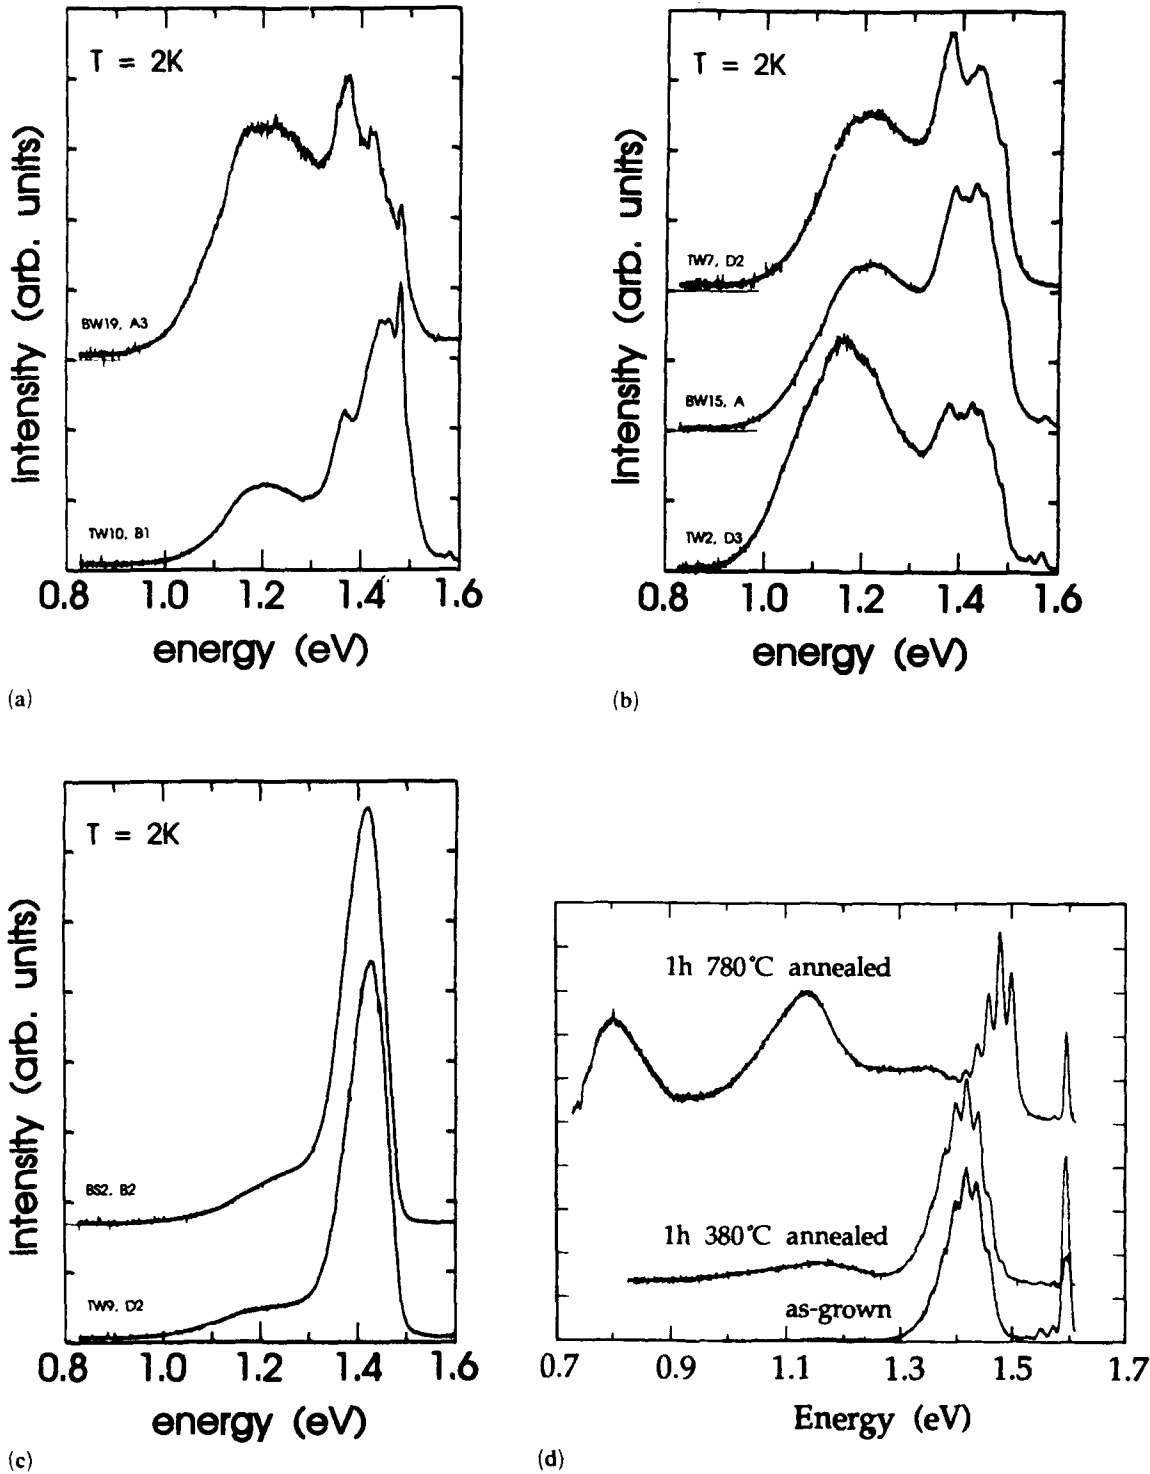 T = 2K
BW19, A3
TW10, B1
Intensity (arb. units)
0.8 1.0 1.2 1.4 1.6
energy (eV)
(a)
T = 2K
TW7, D2
BW15, A
TW2, D3
Intensity (arb. units)
0.8 1.0 1.2 1.4 1.6
energy (eV)
(b)
T = 2K
BS2, B2
TW9, D2
Intensity (arb. units)
0.8 1.0 1.2 1.4 1.6
energy (eV)
(c)
1h 780°C annealed
1h 380°C annealed
as-grown
0.7 0.9 1.1 1.3 1.5 1.7
Energy (eV)
(d)